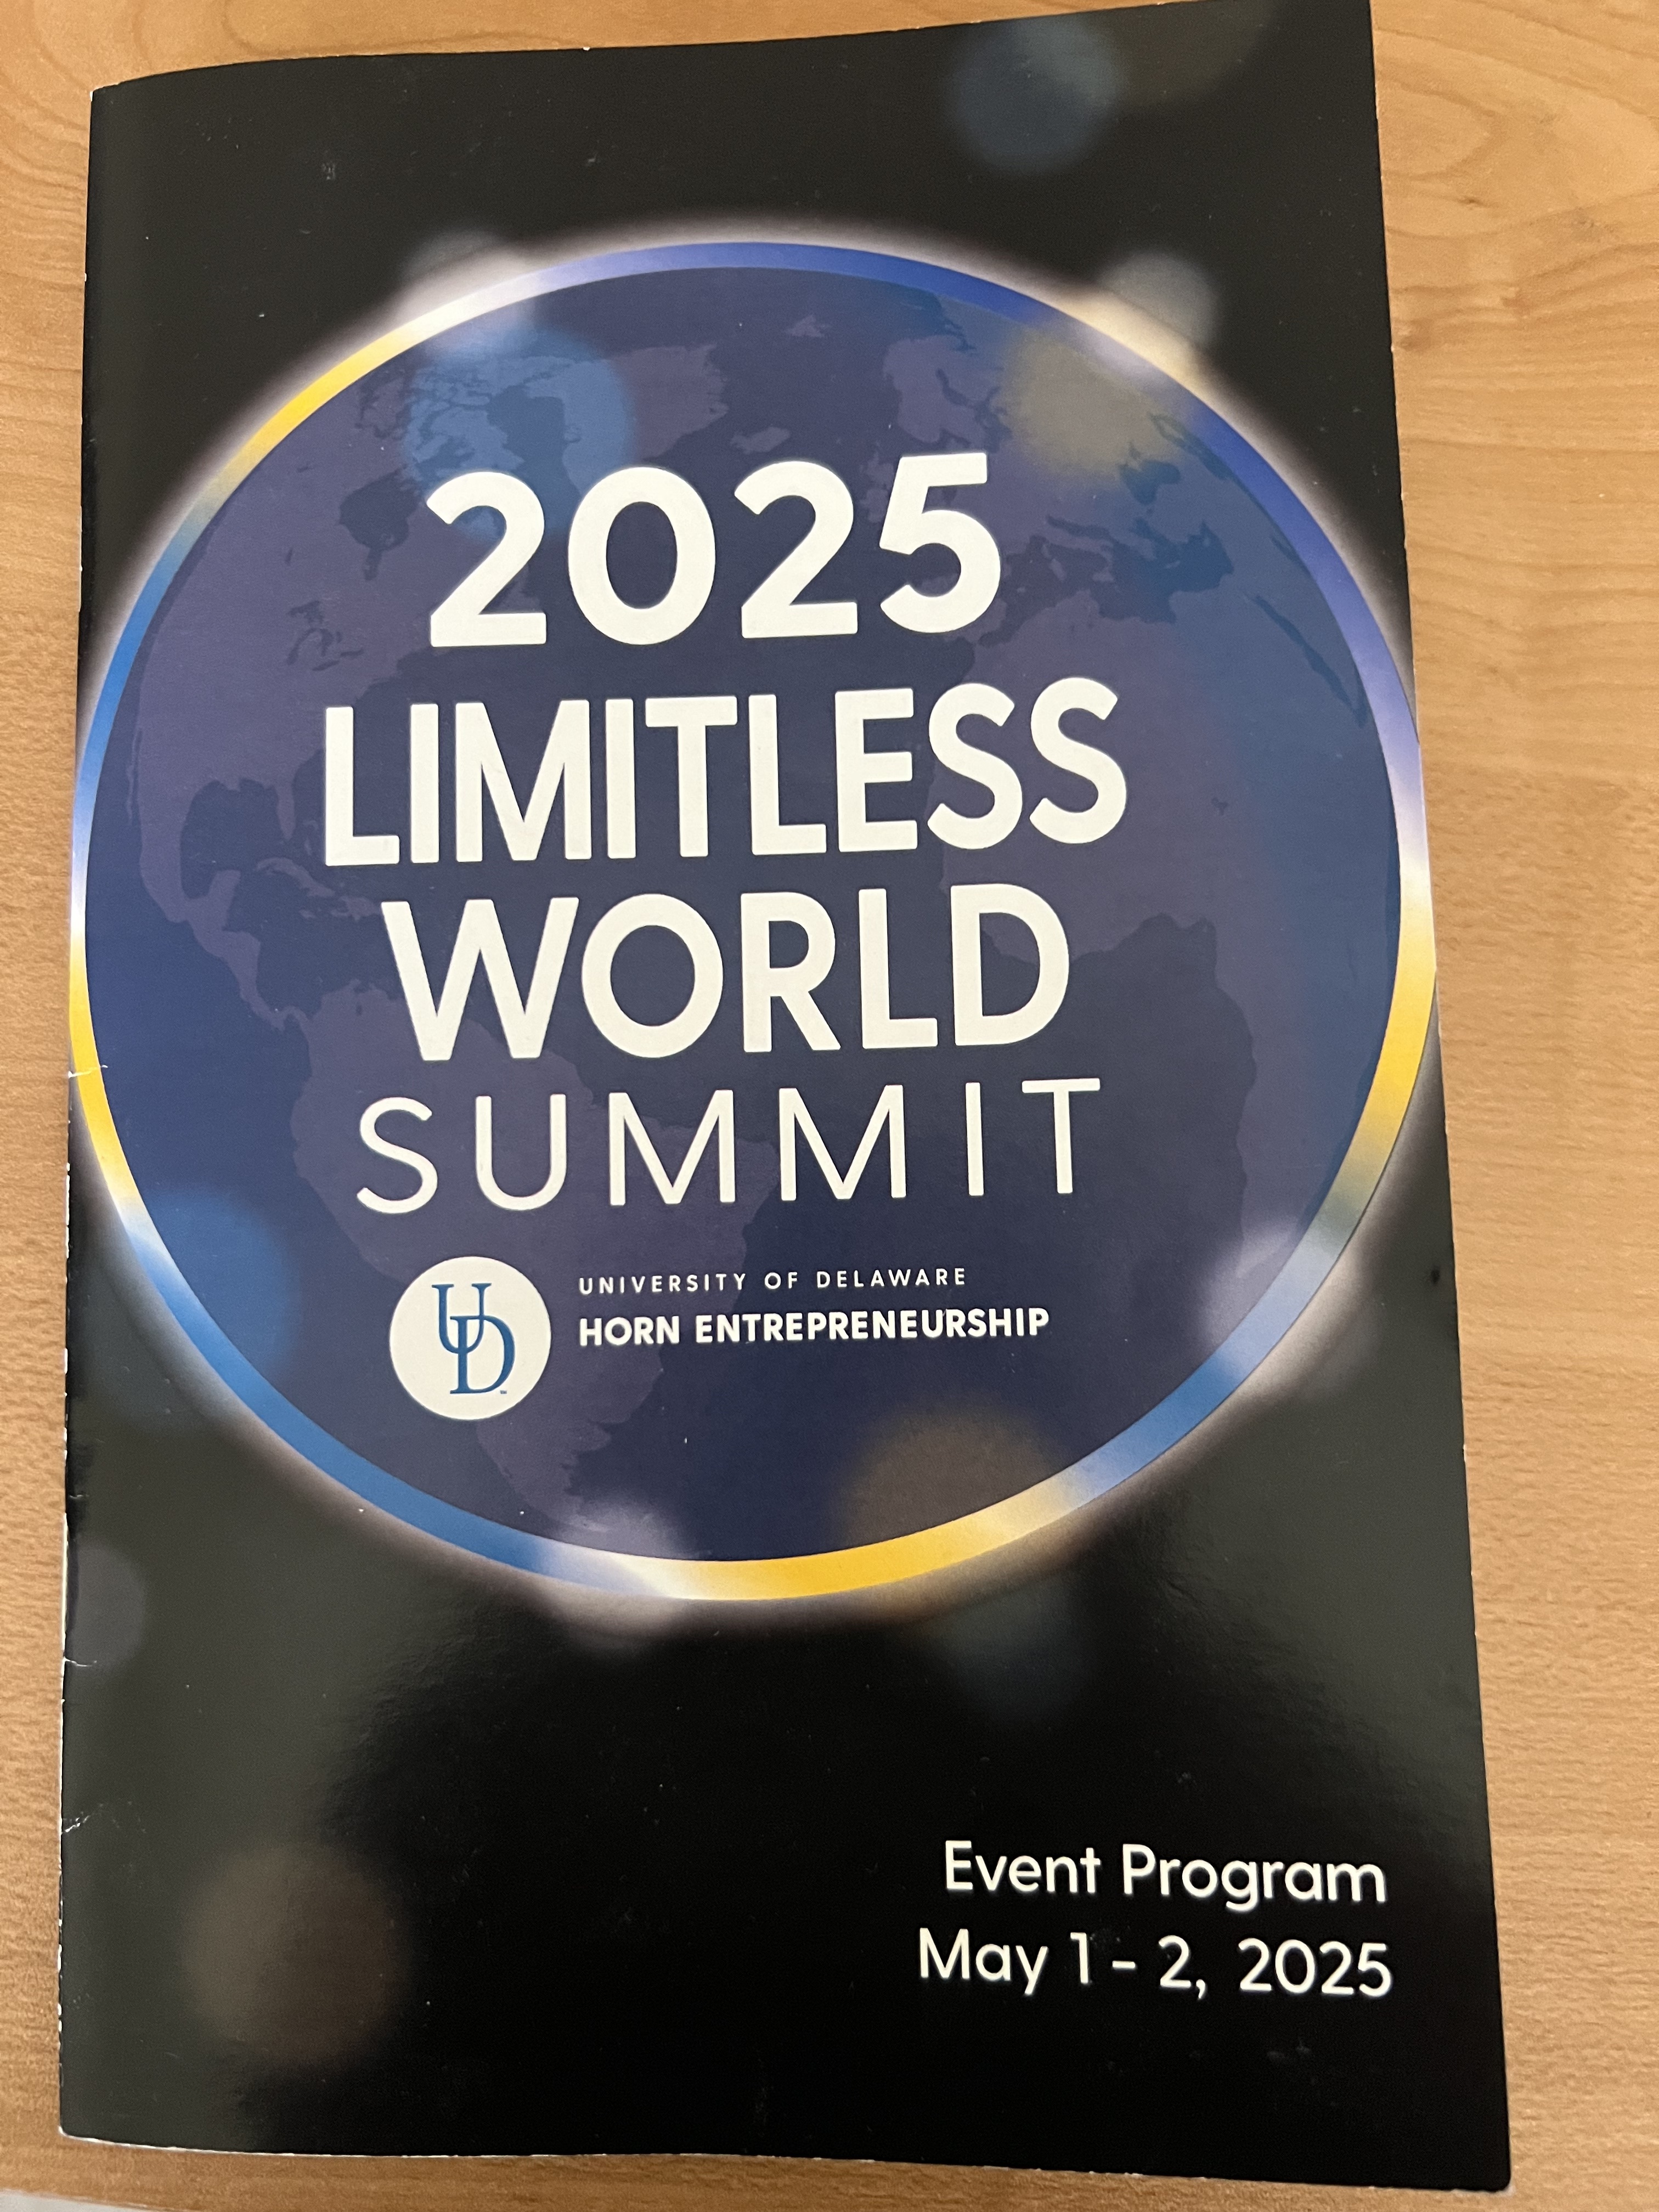 2025
LIMITLESS
WORLD
SUMMIT
UD
UNIVERSITY OF DELAWARE
HORN ENTREPRENEURSHIP
Event Program
May 1 - 2, 2025